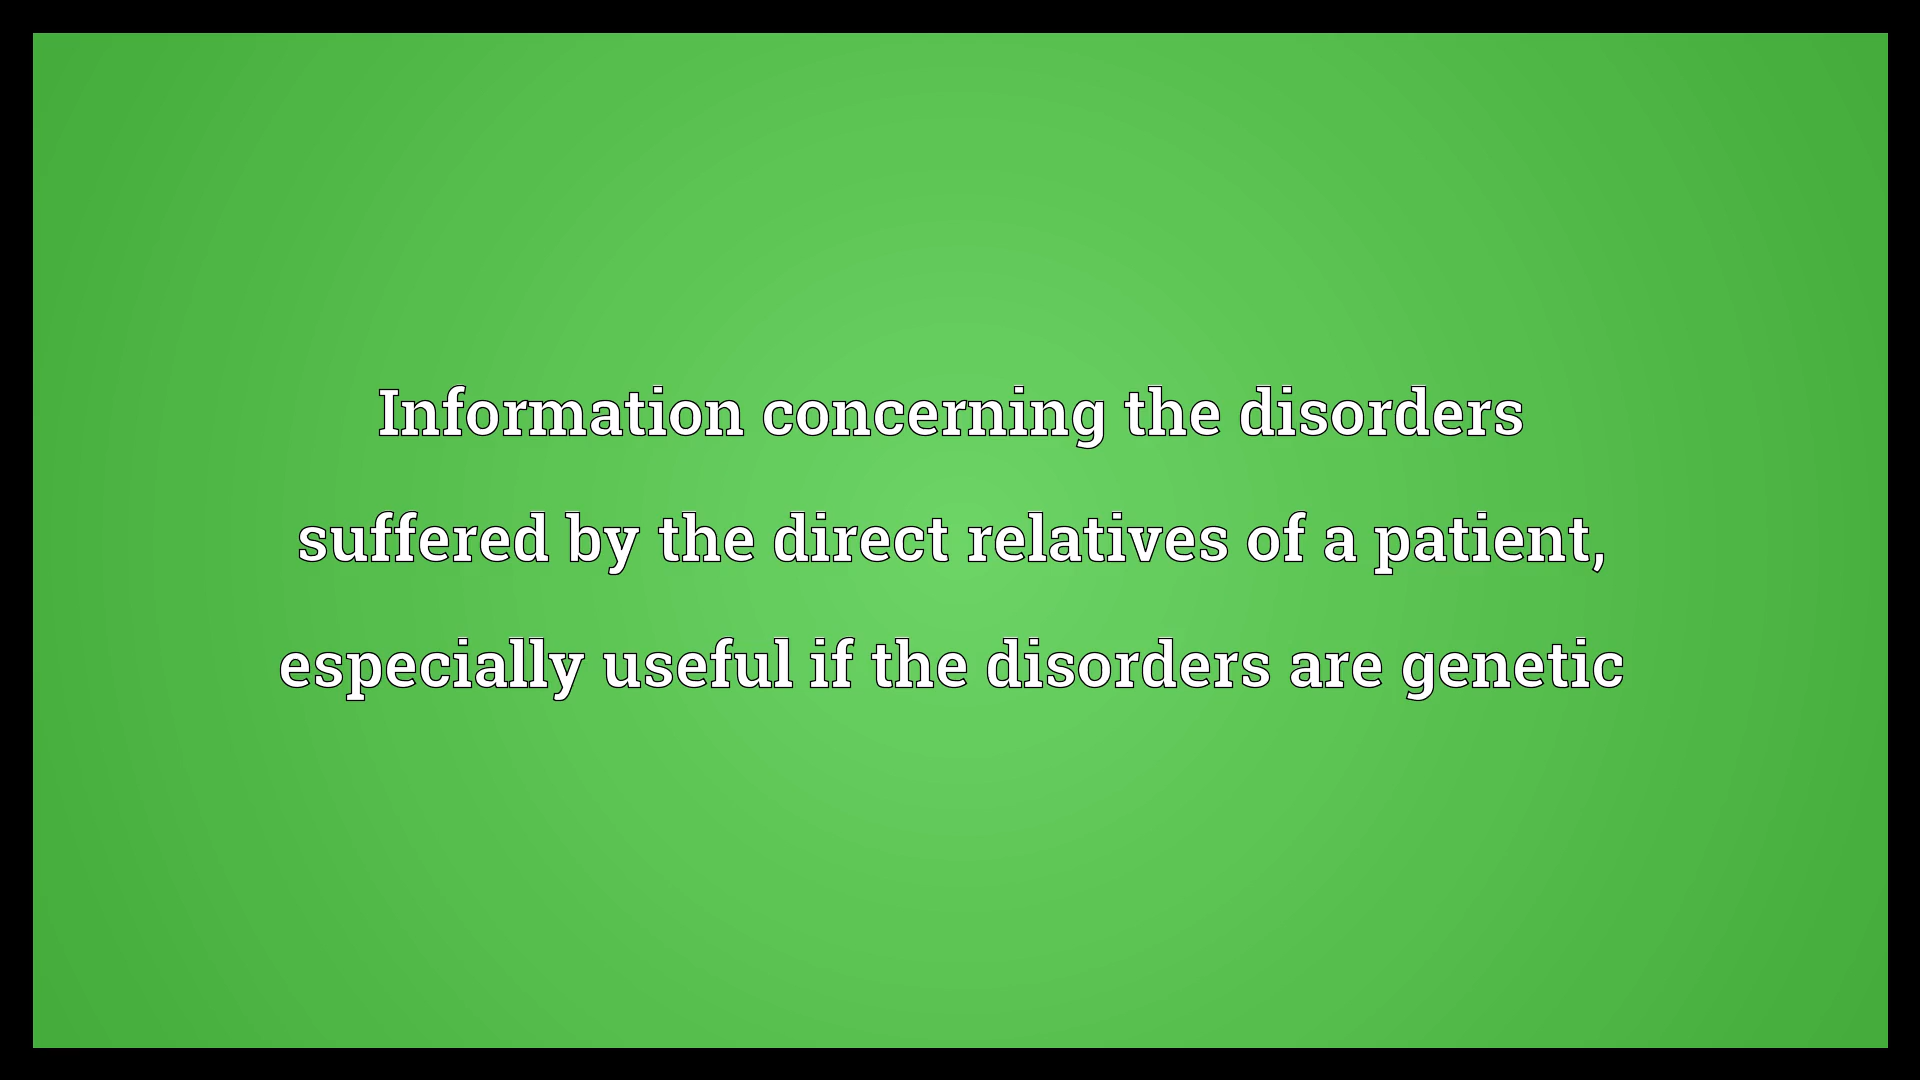 Information concerning the disorders
suffered by the direct relatives of a patient,
especially useful if the disorders are genetic